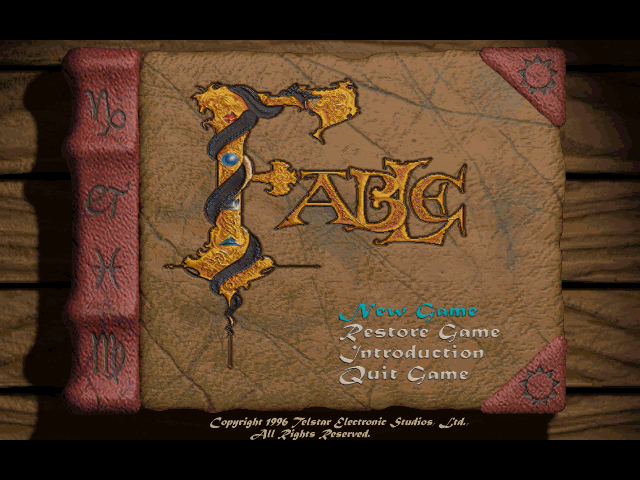 FABLE
New Game
Restore Game
Introduction
Quit Game
Copyright 1996 Telstar Electronic Studios, Ltd.
All Rights Reserved.